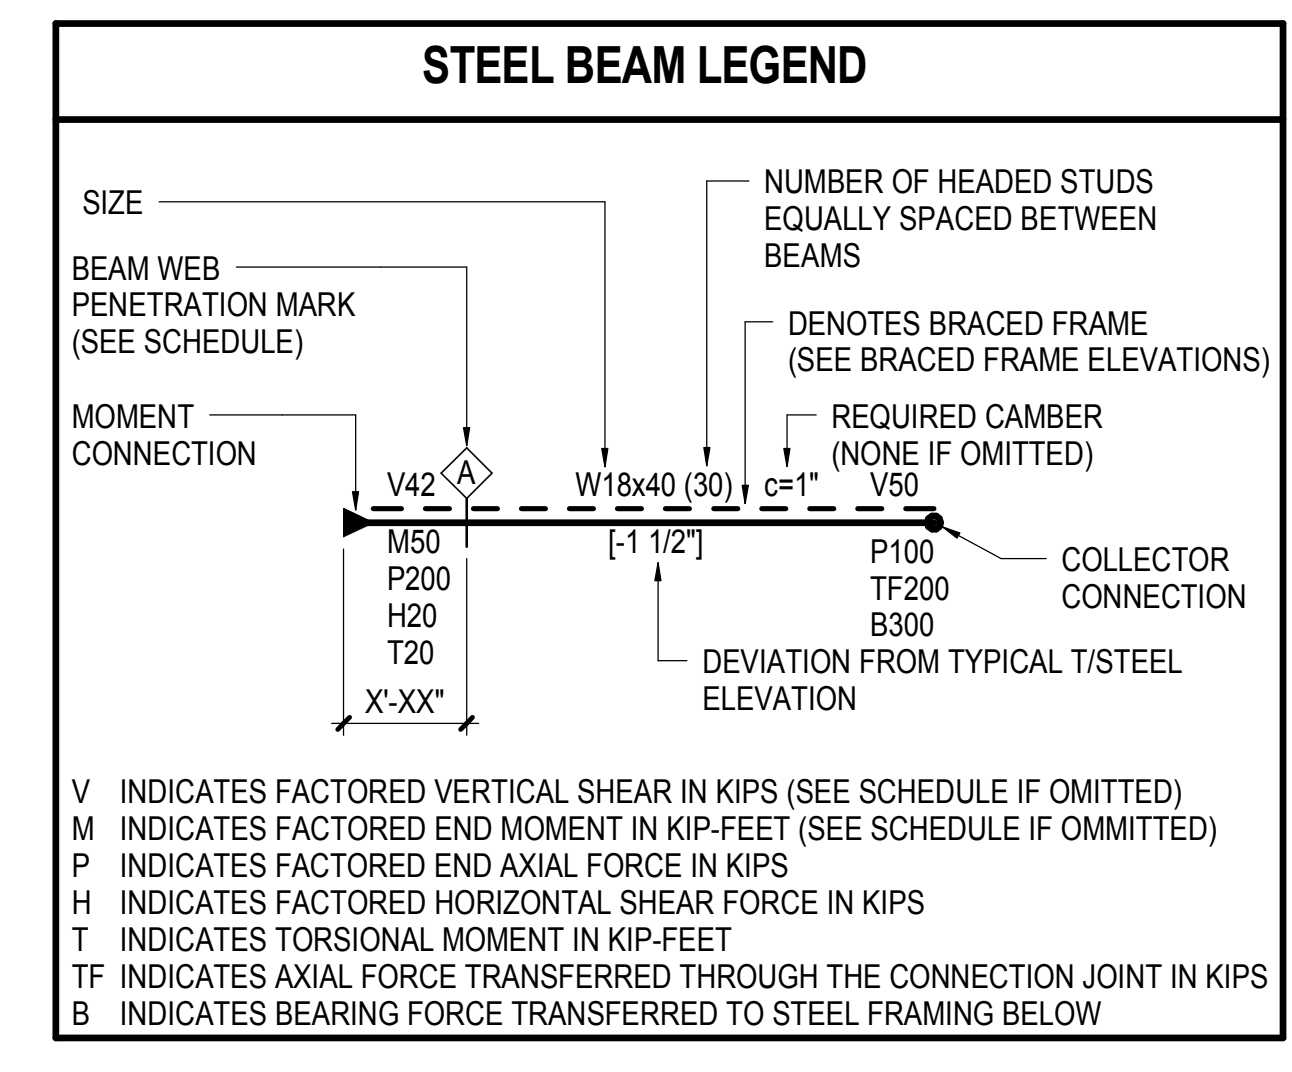 STEEL BEAM LEGEND
SIZE
NUMBER OF HEADED STUDS
EQUALLY SPACED BETWEEN
BEAMS
BEAM WEB
PENETRATION MARK
(SEE SCHEDULE)
DENOTES BRACED FRAME
(SEE BRACED FRAME ELEVATIONS)
MOMENT
CONNECTION
REQUIRED CAMBER
(NONE IF OMITTED)
V42
A
W18x40 (30)
c=1"
V50
M50
P200
H20
T20
[-1 1/2"]
P100
TF200
B300
COLLECTOR
CONNECTION
DEVIATION FROM TYPICAL T/STEEL
ELEVATION
X'-XX"
V INDICATES FACTORED VERTICAL SHEAR IN KIPS (SEE SCHEDULE IF OMITTED)
M INDICATES FACTORED END MOMENT IN KIP-FEET (SEE SCHEDULE IF OMMITTED)
P INDICATES FACTORED END AXIAL FORCE IN KIPS
H INDICATES FACTORED HORIZONTAL SHEAR FORCE IN KIPS
T INDICATES TORSIONAL MOMENT IN KIP-FEET
TF INDICATES AXIAL FORCE TRANSFERRED THROUGH THE CONNECTION JOINT IN KIPS
B INDICATES BEARING FORCE TRANSFERRED TO STEEL FRAMING BELOW